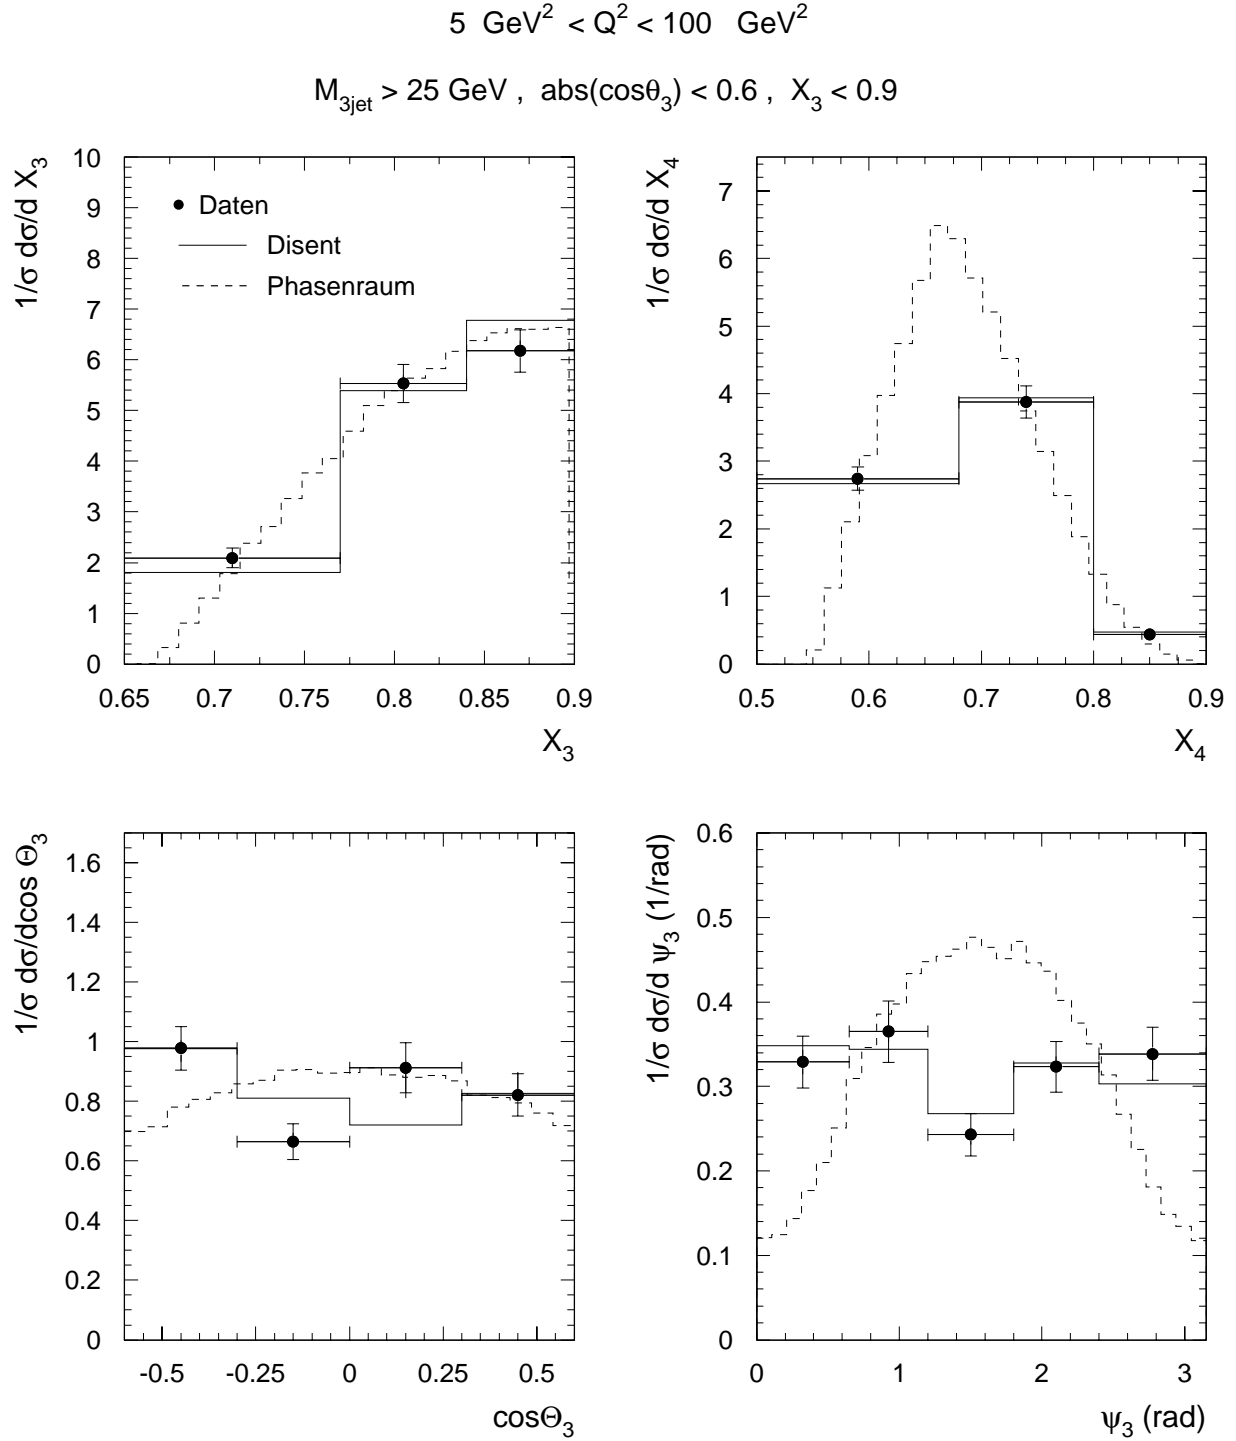 5 GeV² < Q² < 100 GeV²
M₃jet > 25 GeV , abs(cosθ₃) < 0.6 , X₃ < 0.9
1/σ dσ/d X₃
10
9
8
7
6
5
4
3
2
1
0
Daten
Disent
Phasenraum
0.65 0.7 0.75 0.8 0.85 0.9
X₃
1/σ dσ/d X₄
7
6
5
4
3
2
1
0
0.5 0.6 0.7 0.8 0.9
X₄
1/σ dσ/dcos Θ₃
1.6
1.4
1.2
1
0.8
0.6
0.4
0.2
0
-0.5 -0.25 0 0.25 0.5
cosΘ₃
1/σ dσ/d ψ₃ (1/rad)
0.6
0.5
0.4
0.3
0.2
0.1
0
0 1 2 3
ψ₃ (rad)